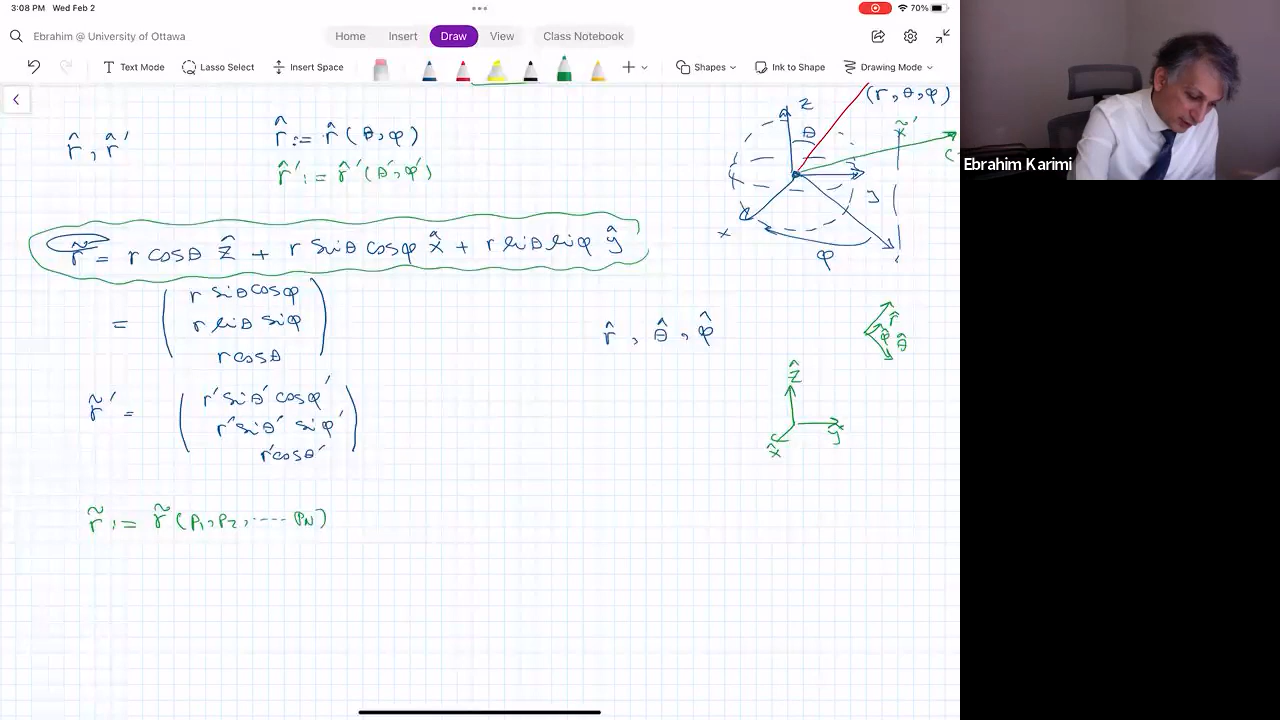 3:08 PM Wed Feb 2
70%
Ebrahim @ University of Ottawa
Home Insert Draw View Class Notebook
Text Mode Lasso Select Insert Space Shapes Ink to Shape Drawing Mode
r̂, r̂′
r̂ := r̂(θ,φ)
r̂′ := r̂′(θ′,φ′)
r̃ = r cosθ ẑ + r sinθ cosφ x̂ + r sinθ sinφ ŷ
= ( r sinθ cosφ
r sinθ sinφ
r cosθ )
r̃′ = ( r′ sinθ′ cosφ′
r′ sinθ′ sinφ′
r′ cosθ′ )
r̃ := r̃(P₁, P₂, ---- P_N)
r̂, θ̂, φ̂
(r, θ, φ)
z
θ
r̃′
x
y
φ
r̂
φ̂
θ̂
ẑ
ŷ
x̂
Ebrahim Karimi